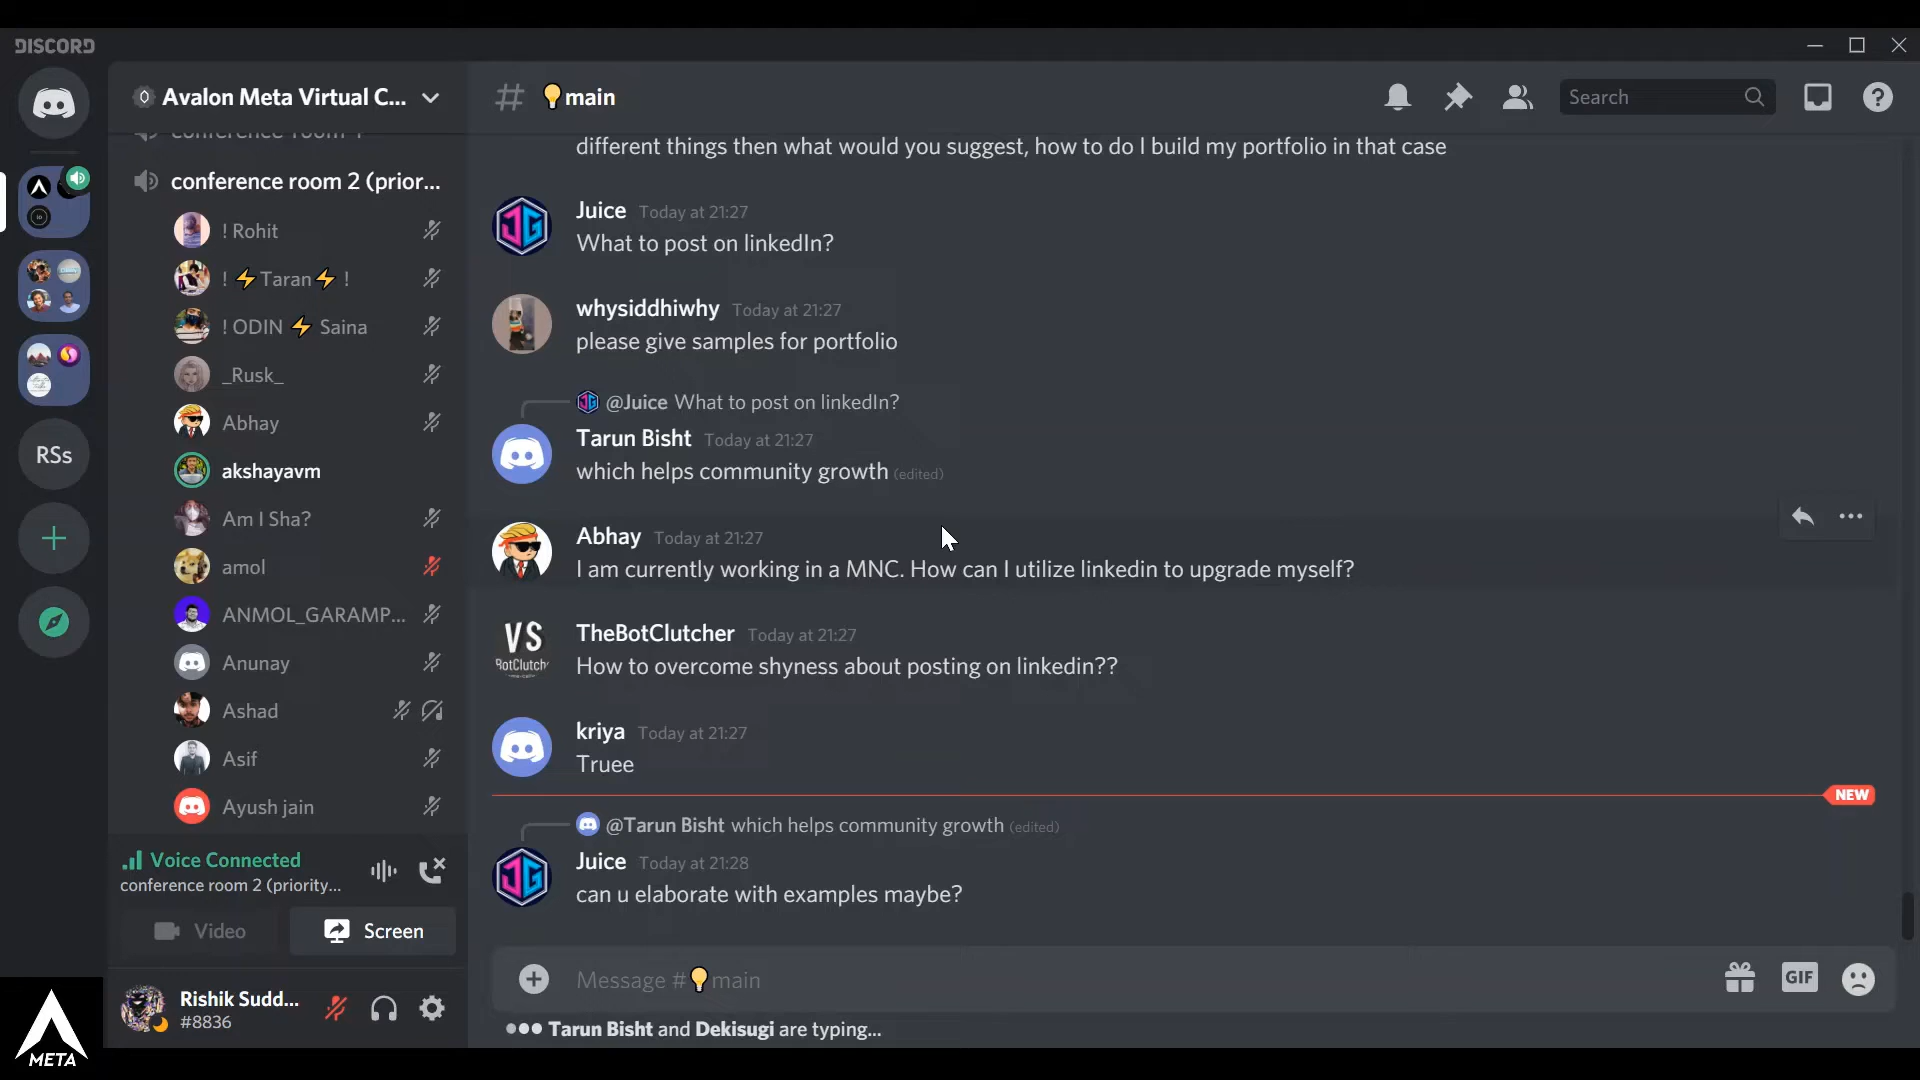 DISCORD
Avalon Meta Virtual C...
# 💡main
Search
conference room 1
different things then what would you suggest, how to do I build my portfolio in that case
conference room 2 (prior...
! Rohit
! ⚡Taran⚡ !
! ODIN ⚡ Saina
_Rusk_
Abhay
akshayavm
Am I Sha?
amol
ANMOL_GARAMP...
Anunay
Ashad
Asif
Ayush jain
RSs
Juice Today at 21:27
What to post on linkedIn?
whysiddhiwhy Today at 21:27
please give samples for portfolio
@Juice What to post on linkedIn?
Tarun Bisht Today at 21:27
which helps community growth (edited)
Abhay Today at 21:27
I am currently working in a MNC. How can I utilize linkedin to upgrade myself?
VS
BotClutch
TheBotClutcher Today at 21:27
How to overcome shyness about posting on linkedin??
kriya Today at 21:27
Truee
NEW
@Tarun Bisht which helps community growth (edited)
Juice Today at 21:28
can u elaborate with examples maybe?
Voice Connected
conference room 2 (priority...
Video
Screen
Rishik Sudd...
#8836
Message #💡main
GIF
Tarun Bisht and Dekisugi are typing...
META